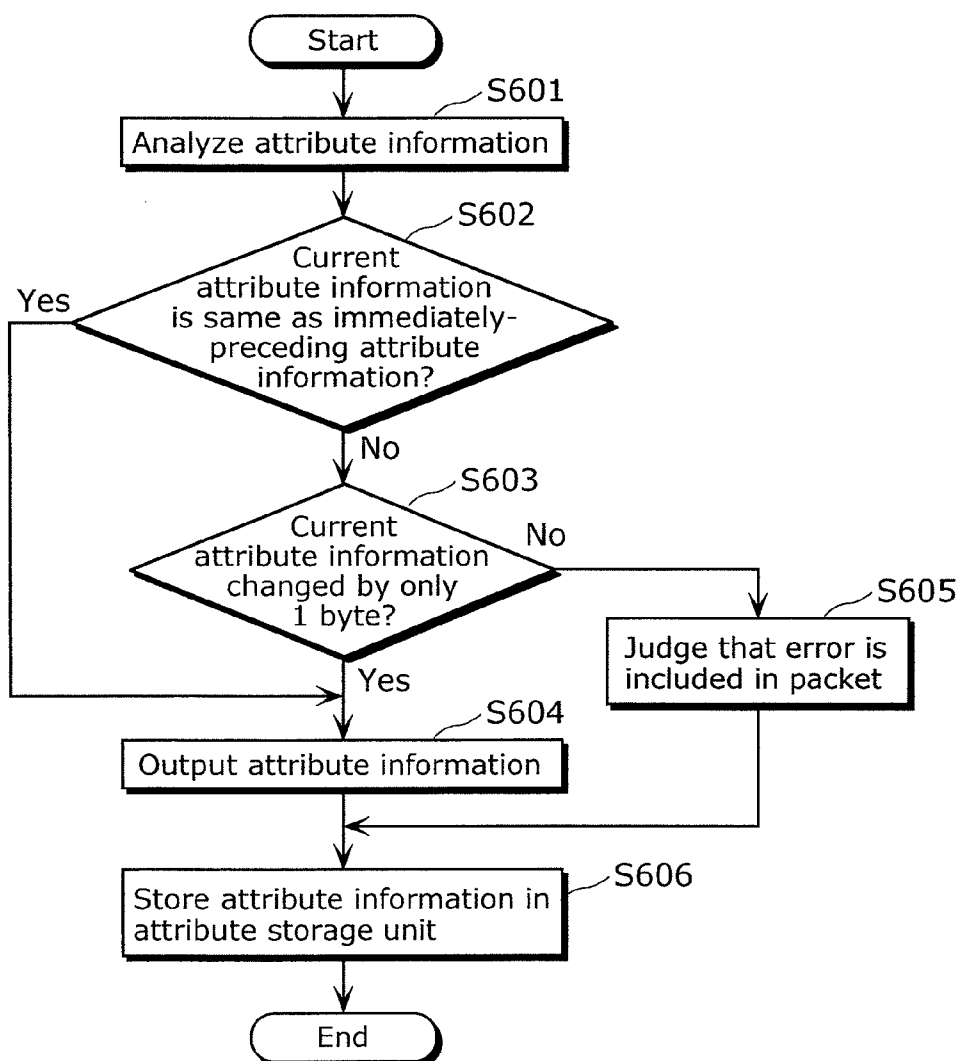 Start
S601
Analyze attribute information
S602
Current
attribute information
is same as immediately-
preceding attribute
information?
Yes
No
S603
Current
attribute information
changed by only
1 byte?
No
Yes
S605
Judge that error is
included in packet
S604
Output attribute information
S606
Store attribute information in
attribute storage unit
End